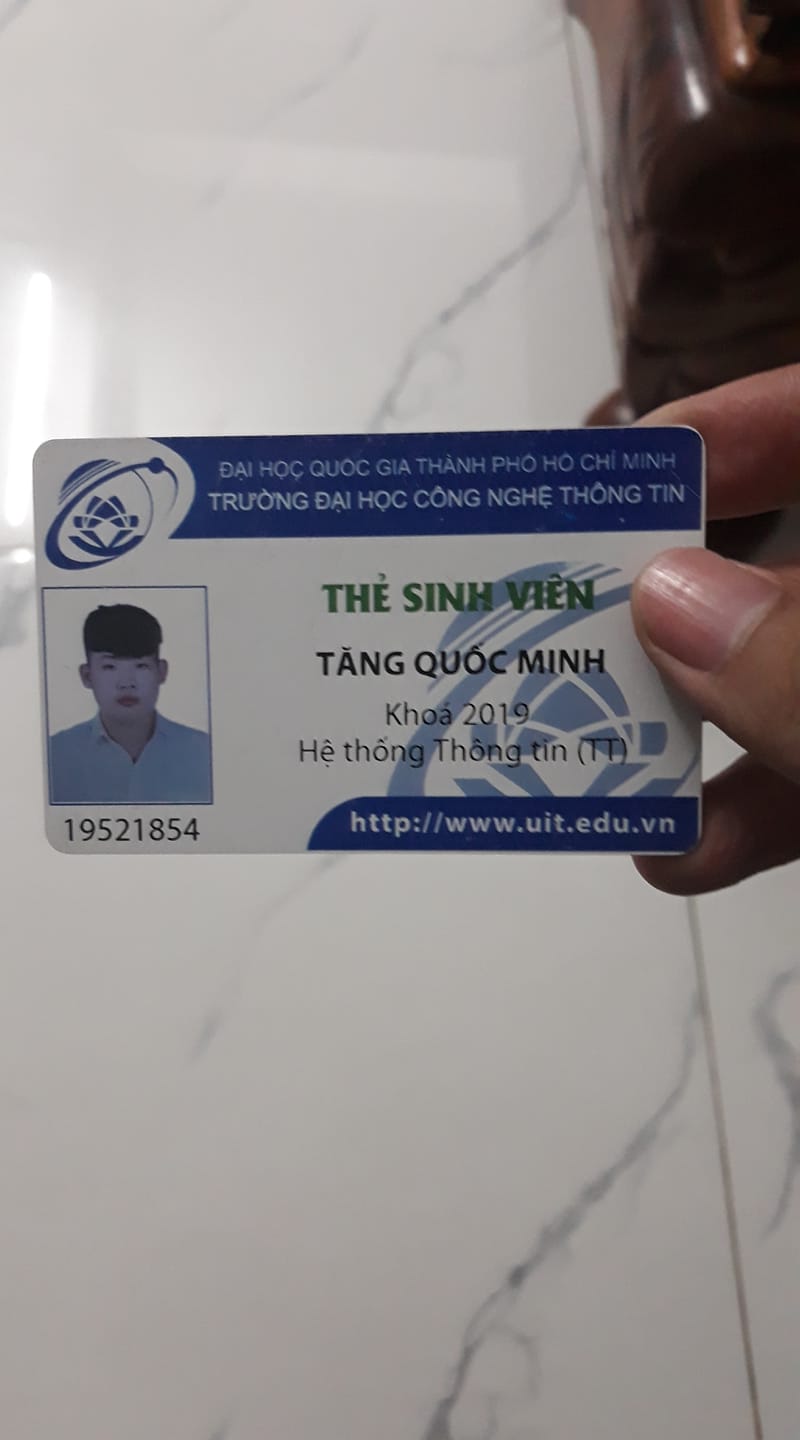 ĐẠI HỌC QUỐC GIA THÀNH PHỐ HỒ CHÍ MINH
TRƯỜNG ĐẠI HỌC CÔNG NGHỆ THÔNG TIN
THẺ SINH VIÊN
TĂNG QUỐC MINH
Khoá 2019
Hệ thống Thông tin (TT)
19521854
http://www.uit.edu.vn